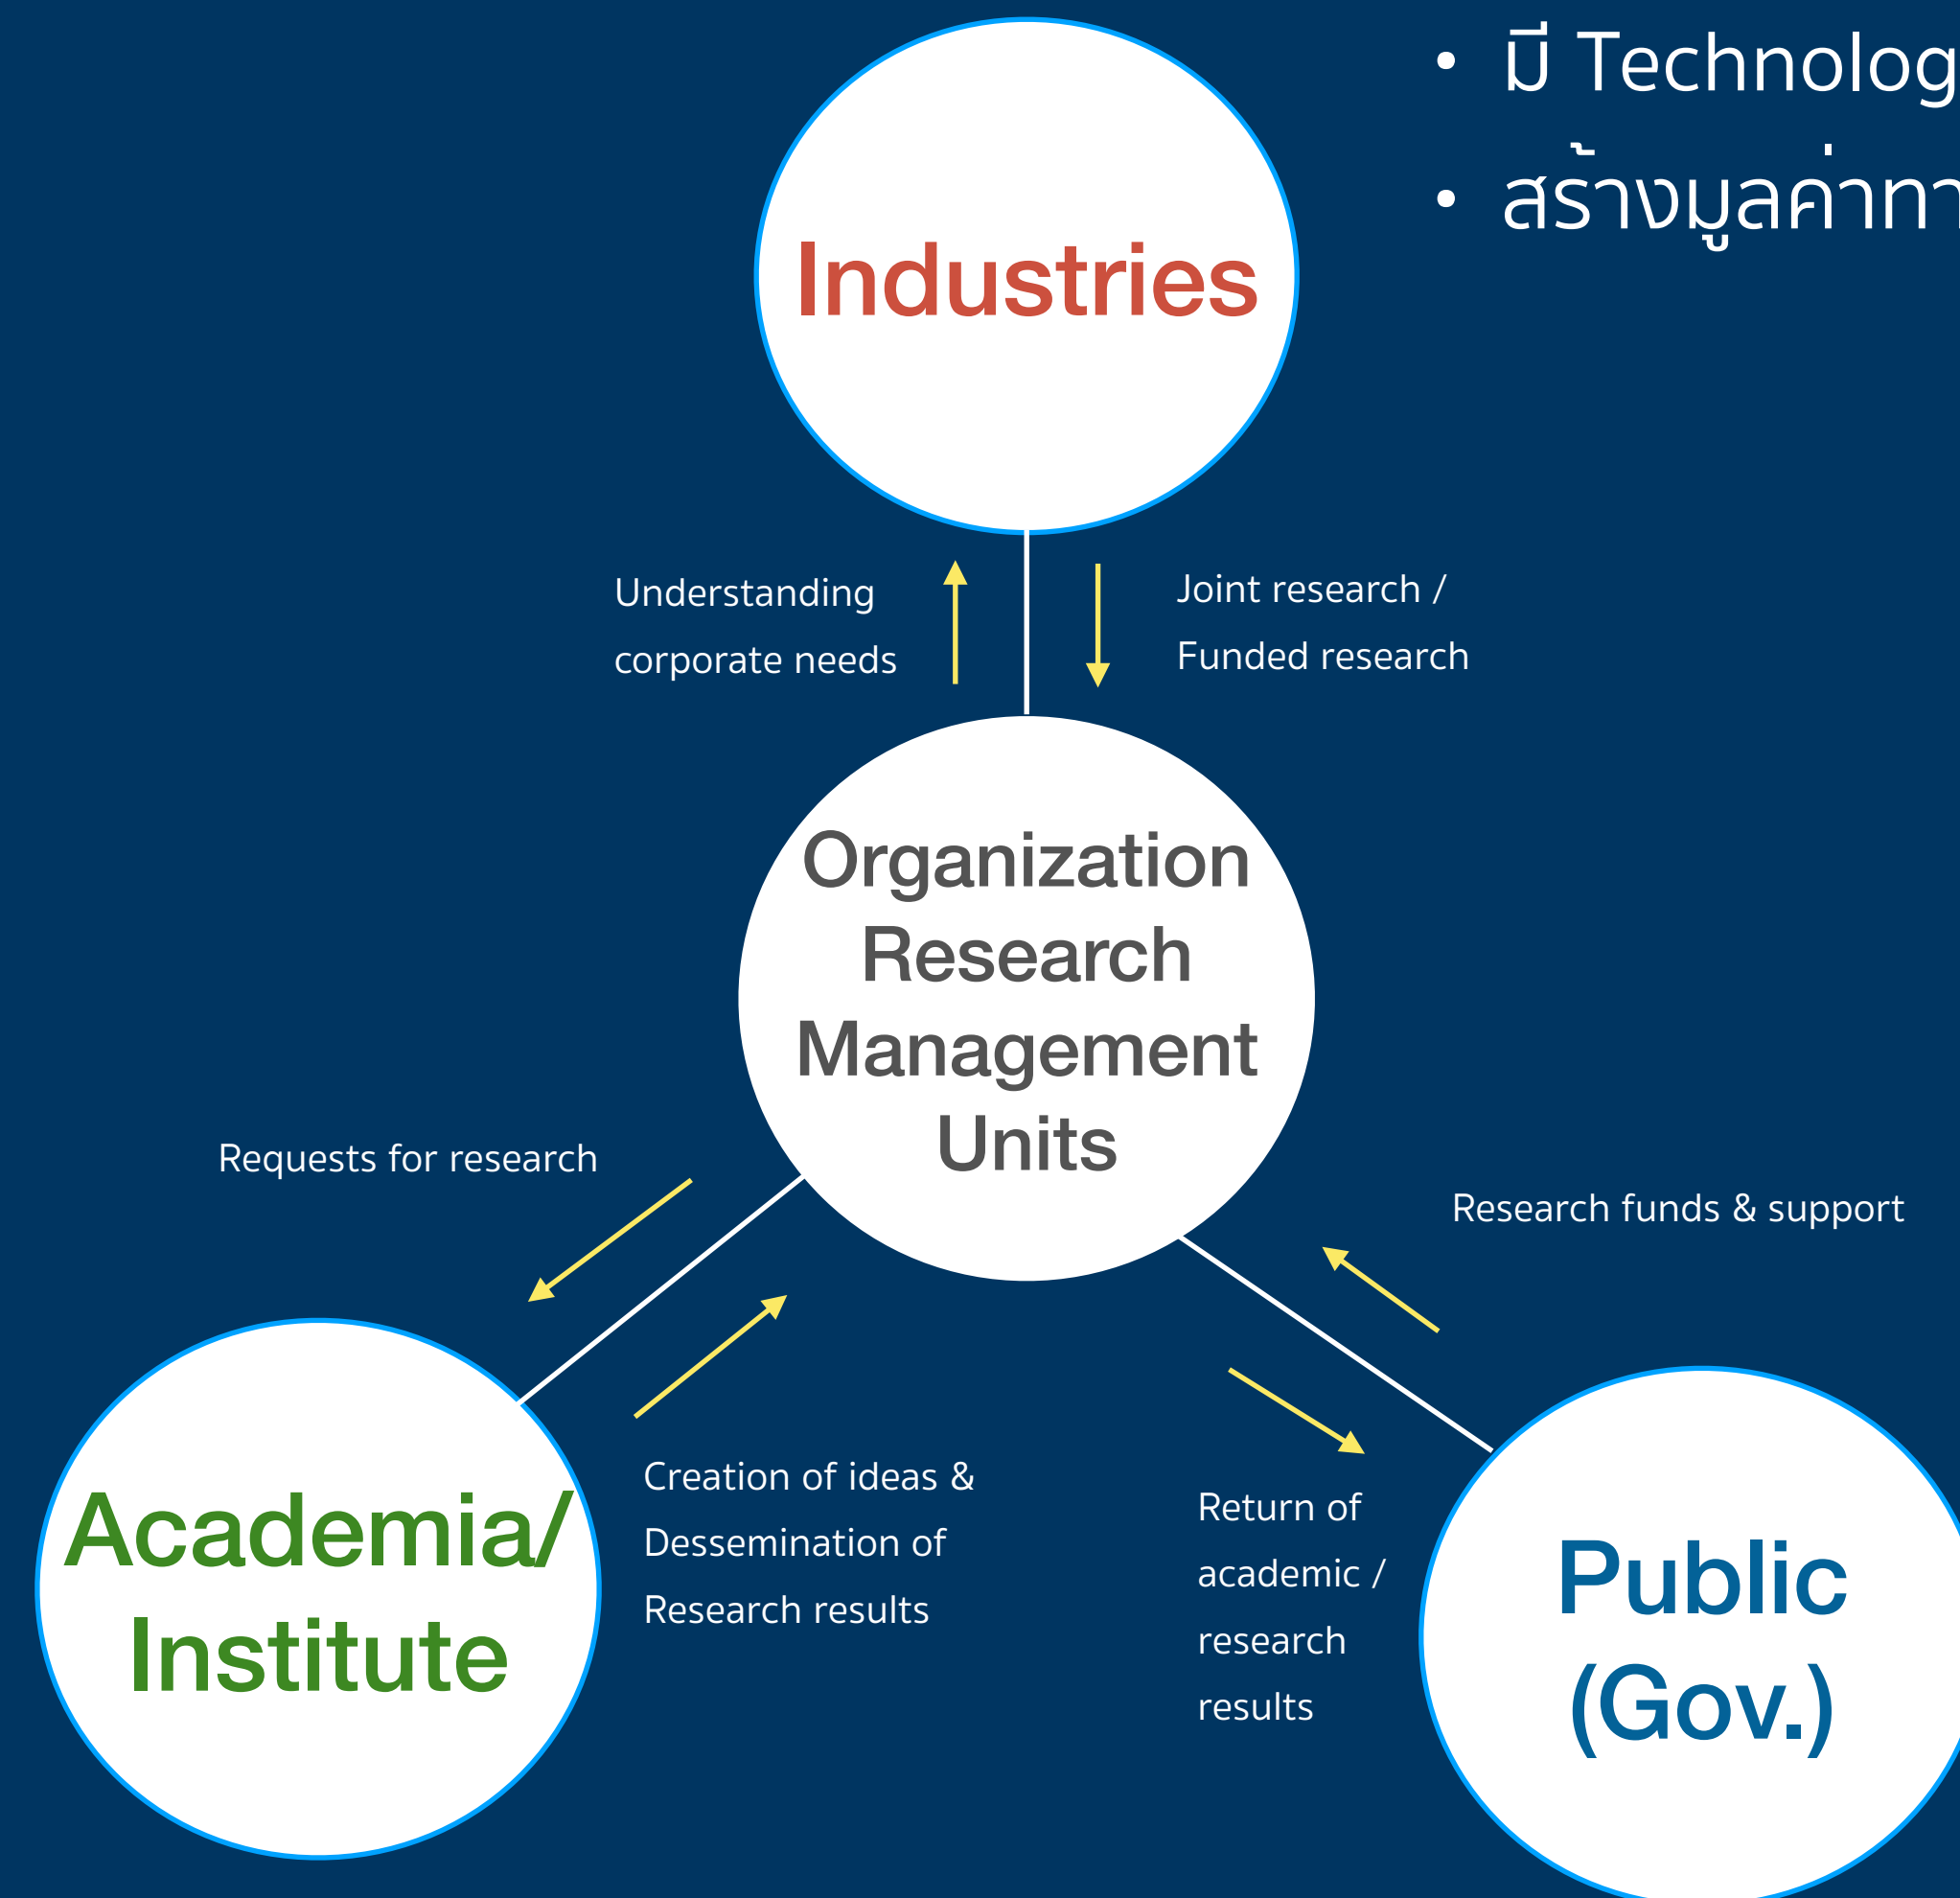 • มี
• สร้างมูลค่า
Industries
Understanding
corporate needs
Joint research /
Funded research
Organization
Research
Management
Units
Requests for research
Research funds & support
Academia/
Institute
Creation of ideas &
Dessemination of
Research results
Return of
academic /
research
results
Public
(Gov.)